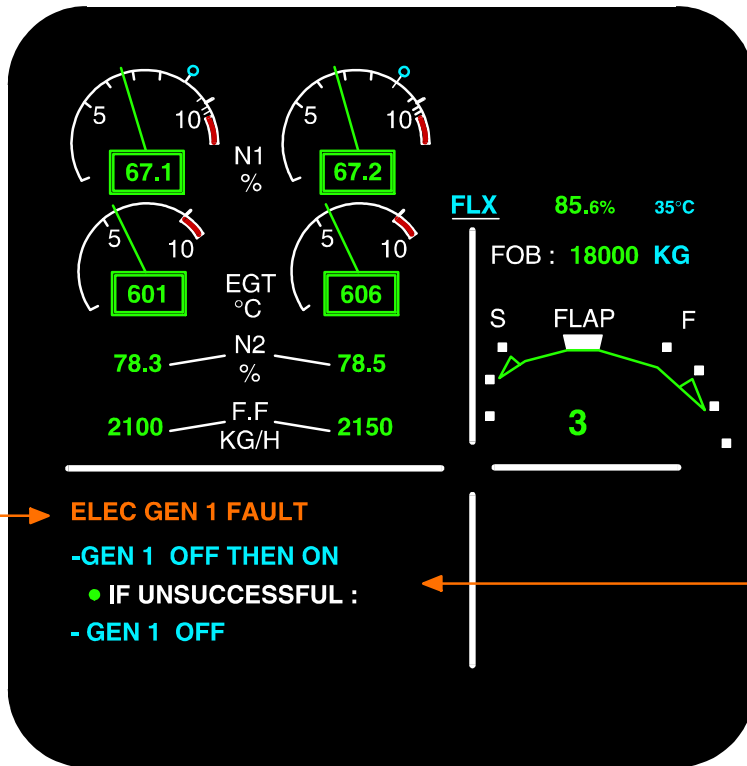 5 10 5 10
67.1 N1 67.2
%
FLX 85.6% 35°C
5 10 5 10
FOB : 18000 KG
601 EGT 606
°C
S FLAP F
78.3 N2 78.5
%
3
2100 F.F 2150
KG/H
ELEC GEN 1 FAULT
-GEN 1 OFF THEN ON
• IF UNSUCCESSFUL :
- GEN 1 OFF